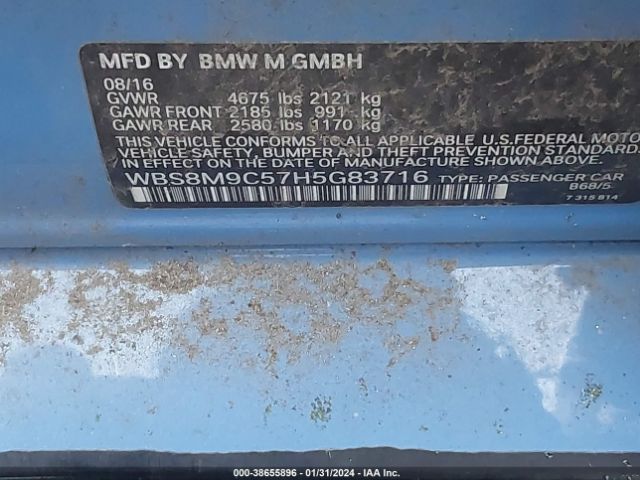 MFD BY BMW M GMBH
08/16
GVWR 4675 lbs 2121 kg
GAWR FRONT 2185 lbs 991 kg
GAWR REAR 2580 lbs 1170 kg
THIS VEHICLE CONFORMS TO ALL APPLICABLE U.S.FEDERAL MOTO
VEHICLE SAFETY, BUMPER AND THEFT PREVENTION STANDARDS
IN EFFECT ON THE DATE OF MANUFACTURE SHOWN ABOVE.
WBS8M9C57H5G83716 TYPE: PASSENGER CAR
B68/5
7 315 814
000-38655896 - 01/31/2024 - IAA Inc.